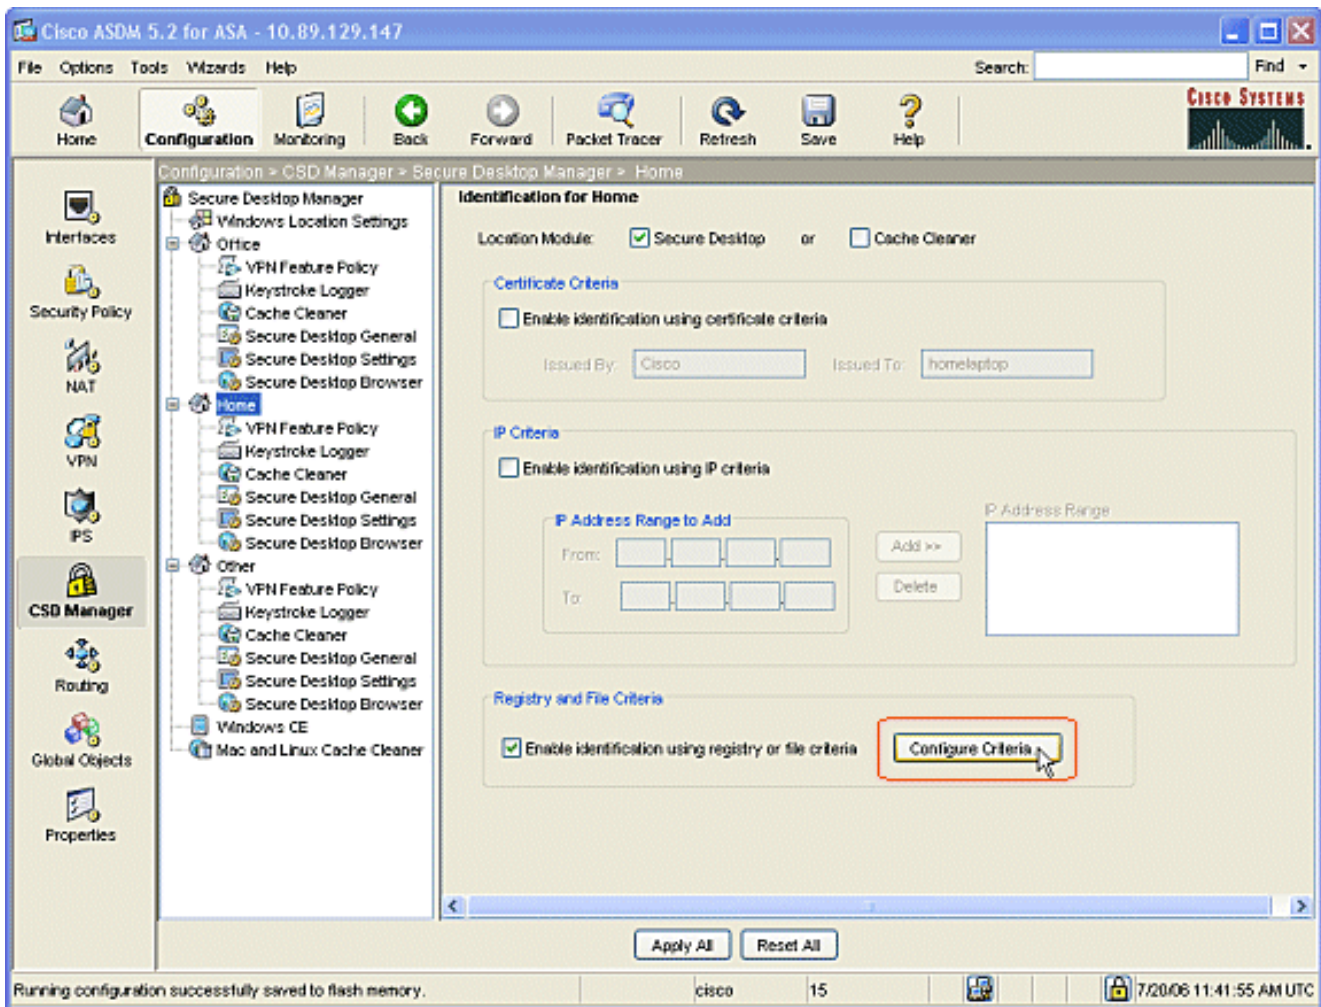 Cisco ASDM 5.2 for ASA - 10.89.129.147
File Options Tools Wizards Help Search: Find
Home Configuration Monitoring Back Forward Packet Tracer Refresh Save Help
CISCO SYSTEMS
Configuration > CSD Manager > Secure Desktop Manager > Home
Interfaces
Security Policy
NAT
VPN
IPS
CSD Manager
Routing
Global Objects
Properties
Secure Desktop Manager
Windows Location Settings
Office
VPN Feature Policy
Keystroke Logger
Cache Cleaner
Secure Desktop General
Secure Desktop Settings
Secure Desktop Browser
Home
VPN Feature Policy
Keystroke Logger
Cache Cleaner
Secure Desktop General
Secure Desktop Settings
Secure Desktop Browser
Other
VPN Feature Policy
Keystroke Logger
Cache Cleaner
Secure Desktop General
Secure Desktop Settings
Secure Desktop Browser
Windows CE
Mac and Linux Cache Cleaner
Identification for Home
Location Module: Secure Desktop or Cache Cleaner
Certificate Criteria
Enable identification using certificate criteria
Issued By: Cisco Issued To: homelaptop
IP Criteria
Enable identification using IP criteria
IP Address Range to Add
From:
To:
Add >>
Delete
IP Address Range
Registry and File Criteria
Enable identification using registry or file criteria
Configure Criteria...
Apply All Reset All
Running configuration successfully saved to flash memory. cisco 15 7/20/06 11:41:55 AM UTC